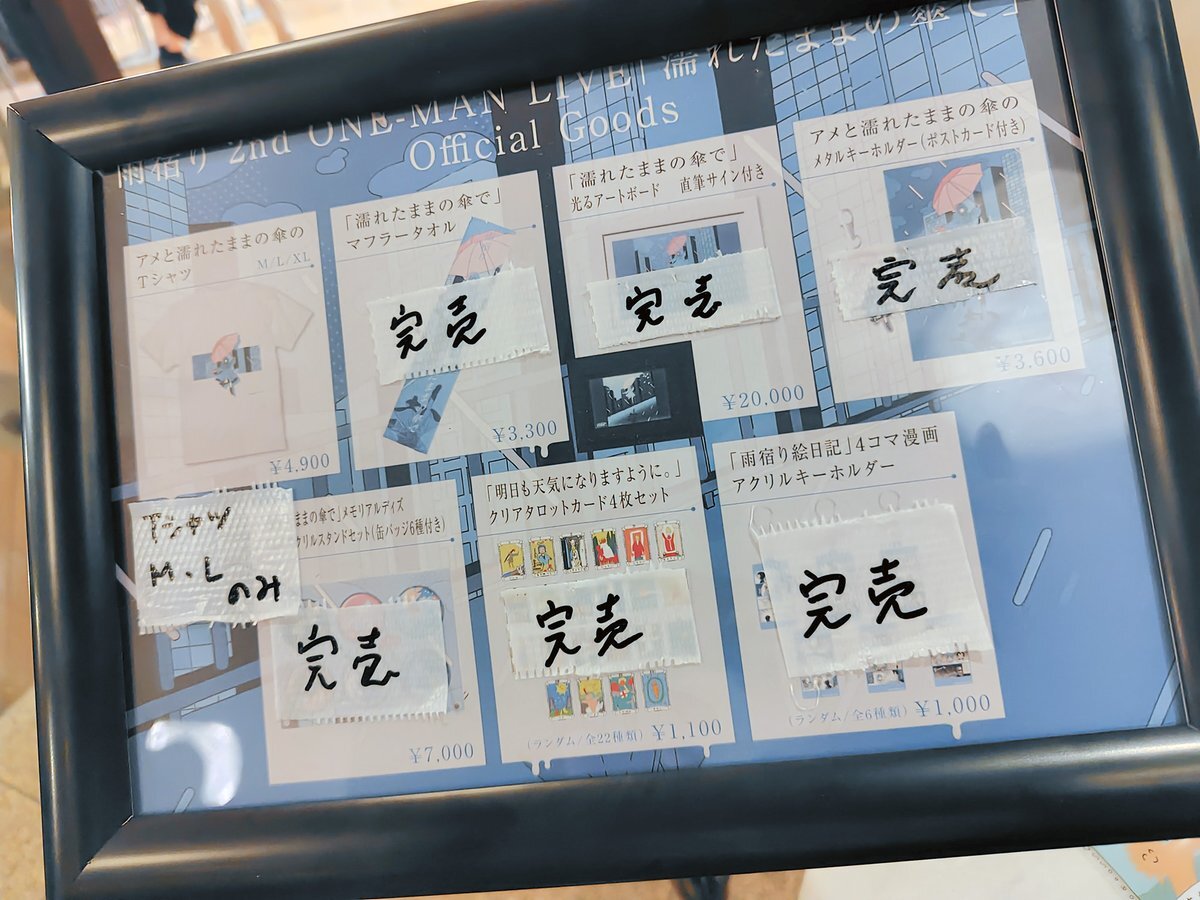 雨宿り 2nd ONE-MAN LIVE「濡れたままの傘で」
Official Goods
アメと濡れたままの傘の
Tシャツ M/L/XL
¥4,900
Tシャツ
M、L
のみ
「濡れたままの傘で」
マフラータオル
完売
¥3,300
「濡れたままの傘で」
光るアートボード 直筆サイン付き
完売
¥20,000
アメと濡れたままの傘の
メタルキーホルダー(ポストカード付き)
完売
¥3,600
ままの傘で」メモリアルディズ
クリルスタンドセット(缶バッジ6種付き)
完売
¥7,000
「明日も天気になりますように。」
クリアタロットカード4枚セット
完売
(ランダム/全22種類) ¥1,100
「雨宿り絵日記」4コマ漫画
アクリルキーホルダー
完売
(ランダム/全6種類) ¥1,000